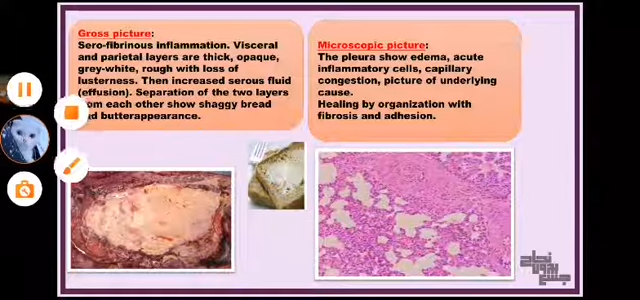 Gross picture:
Sero-fibrinous inflammation. Visceral
and parietal layers are thick, opaque,
grey-white, rough with loss of
lusterness. Then increased serous fluid
(effusion). Separation of the two layers
from each other show shaggy bread
butterappearance.
Microscopic picture:
The pleura show edema, acute
inflammatory cells, capillary
congestion, picture of underlying
cause.
Healing by organization with
fibrosis and adhesion.